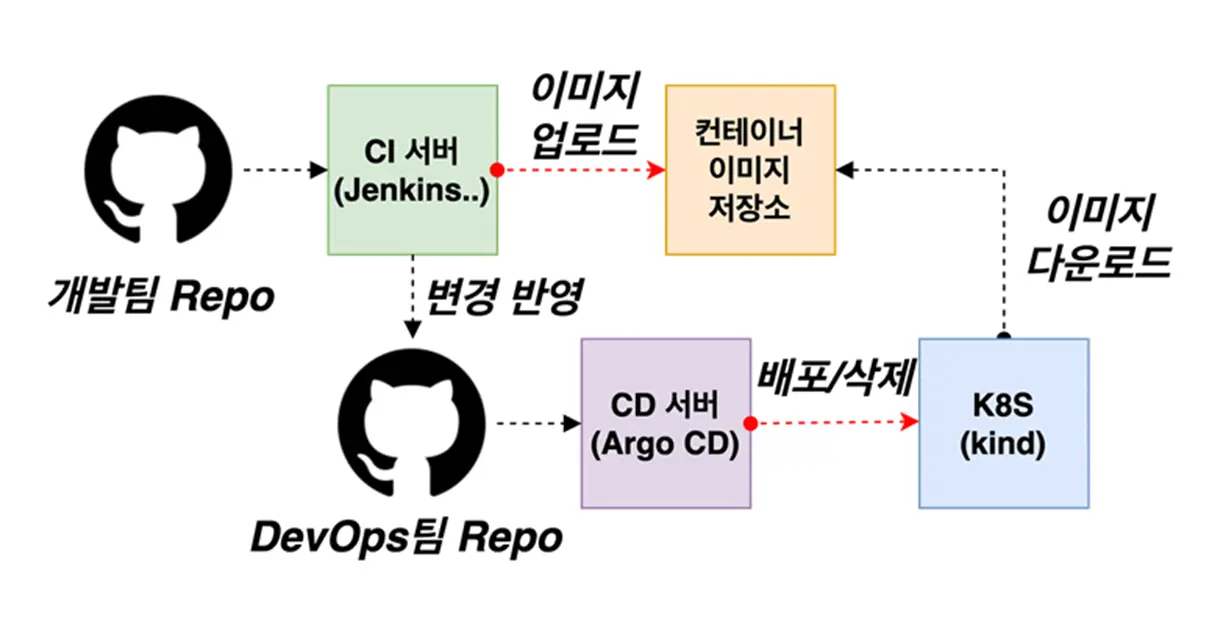 이미지
업로드
CI 서버
(Jenkins..)
컨테이너
이미지
저장소
이미지
다운로드
개발팀 Repo
변경 반영
CD 서버
(Argo CD)
배포/삭제
K8S
(kind)
DevOps팀 Repo